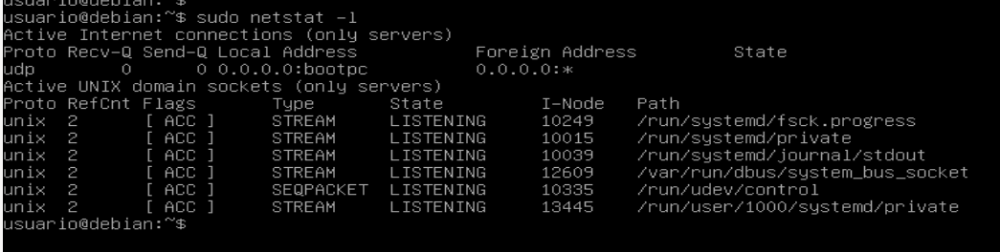 usuario@debian:~$
usuario@debian:~$ sudo netstat -l
Active Internet connections (only servers)
Proto Recv-Q Send-Q Local Address           Foreign Address         State
udp        0      0 0.0.0.0:bootpc          0.0.0.0:*
Active UNIX domain sockets (only servers)
Proto RefCnt Flags       Type       State         I-Node   Path
unix  2      [ ACC ]     STREAM     LISTENING     10249    /run/systemd/fsck.progress
unix  2      [ ACC ]     STREAM     LISTENING     10015    /run/systemd/private
unix  2      [ ACC ]     STREAM     LISTENING     10039    /run/systemd/journal/stdout
unix  2      [ ACC ]     STREAM     LISTENING     12609    /var/run/dbus/system_bus_socket
unix  2      [ ACC ]     SEQPACKET  LISTENING     10335    /run/udev/control
unix  2      [ ACC ]     STREAM     LISTENING     13445    /run/user/1000/systemd/private
usuario@debian:~$